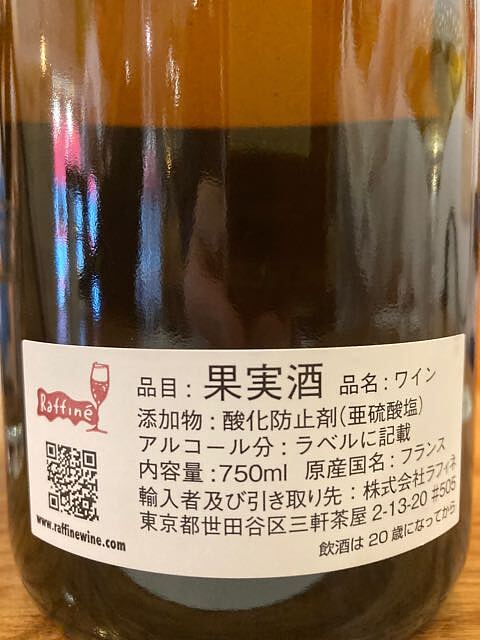 Raffiné
品目：果実酒 品名：ワイン
添加物：酸化防止剤（亜硫酸塩）
アルコール分：ラベルに記載
内容量：750ml 原産国名：フランス
輸入者及び引き取り先：株式会社ラフィネ
東京都世田谷区三軒茶屋 2-13-20 #505
www.raffinewine.com
飲酒は20歳になってから